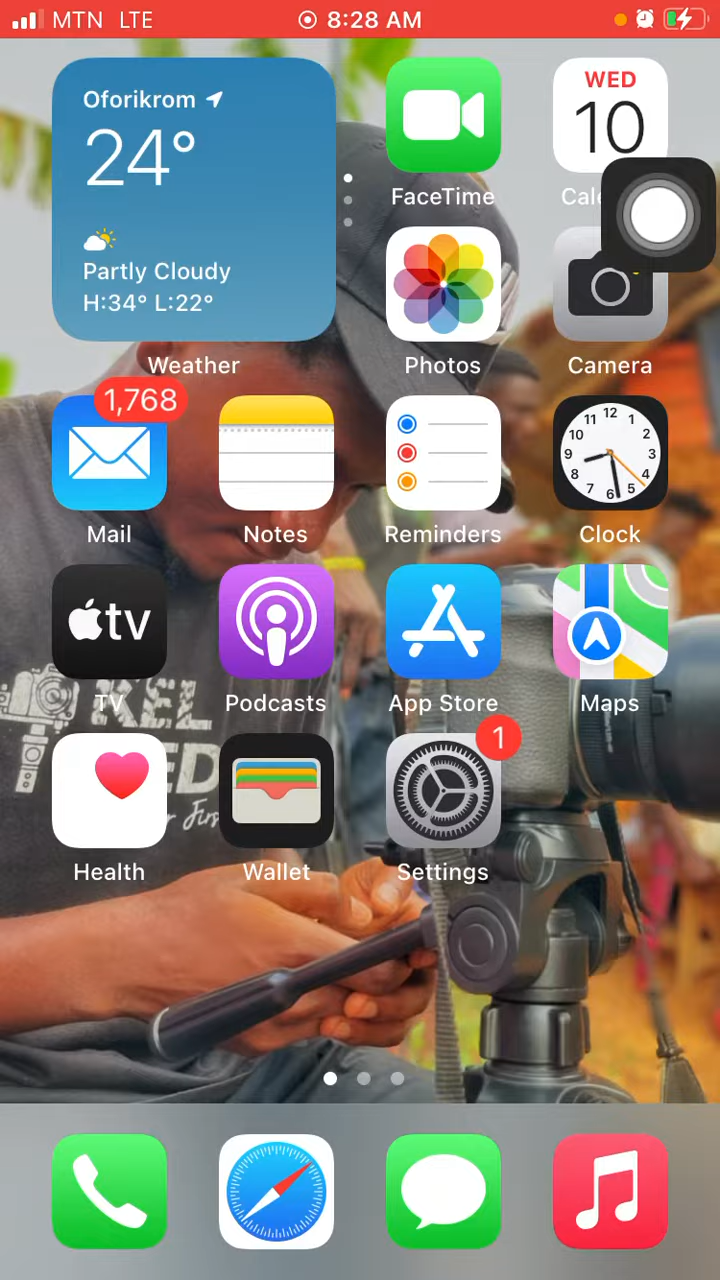 MTN LTE 8:28 AM
Oforikrom
24°
Partly Cloudy
H:34° L:22°
Weather
FaceTime
WED
10
Photos
Camera
1,768
Mail
Notes
Reminders
12
1
2
3
4
5
6
7
8
9
10
11
Clock
tv
TV
Podcasts
App Store
Maps
1
Health
Wallet
Settings